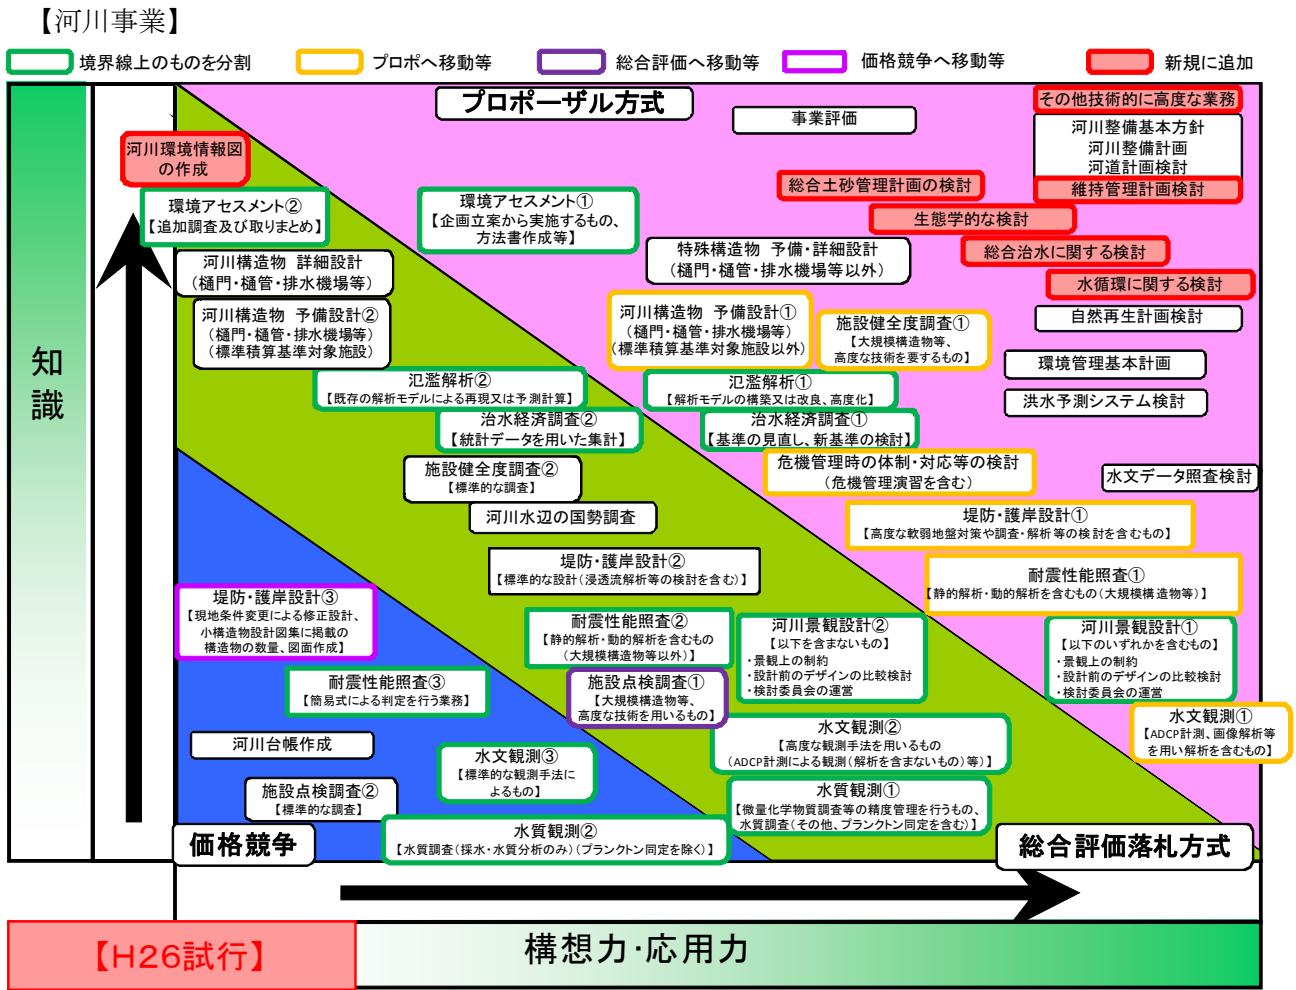 【河川事業】
境界線上のものを分割
プロポへ移動等
総合評価へ移動等
価格競争へ移動等
新規に追加
プロポーザル方式
事業評価
その他技術的に高度な業務
河川整備基本方針
河川整備計画
河道計画検討
維持管理計画検討
河川環境情報図
の作成
総合土砂管理計画の検討
生態学的な検討
総合治水に関する検討
水循環に関する検討
環境アセスメント②
【追加調査及び取りまとめ】
環境アセスメント①
【企画立案から実施するもの、
方法書作成等】
特殊構造物 予備・詳細設計
(樋門・樋管・排水機場等以外)
河川構造物 詳細設計
(樋門・樋管・排水機場等)
河川構造物 予備設計②
(樋門・樋管・排水機場等)
(標準積算基準対象施設)
河川構造物 予備設計①
(樋門・樋管・排水機場等)
(標準積算基準対象施設以外)
施設健全度調査①
【大規模構造物等、
高度な技術を要するもの】
自然再生計画検討
環境管理基本計画
洪水予測システム検討
知
識
氾濫解析②
【既存の解析モデルによる再現又は予測計算】
氾濫解析①
【解析モデルの構築又は改良、高度化】
治水経済調査②
【統計データを用いた集計】
治水経済調査①
【基準の見直し、新基準の検討】
施設健全度調査②
【標準的な調査】
危機管理時の体制・対応等の検討
(危機管理演習を含む)
水文データ照査検討
河川水辺の国勢調査
堤防・護岸設計①
【高度な軟弱地盤対策や調査・解析等の検討を含むもの】
堤防・護岸設計②
【標準的な設計(浸透流解析等の検討を含む)】
耐震性能照査①
【静的解析・動的解析を含むもの(大規模構造物等)】
堤防・護岸設計③
【現地条件変更による修正設計、
小構造物設計図集に掲載の
構造物の数量、図面作成】
耐震性能照査②
【静的解析・動的解析を含むもの
(大規模構造物等以外)】
河川景観設計②
【以下を含まないもの】
・景観上の制約
・設計前のデザインの比較検討
・検討委員会の運営
河川景観設計①
【以下のいずれかを含むもの】
・景観上の制約
・設計前のデザインの比較検討
・検討委員会の運営
耐震性能照査③
【簡易式による判定を行う業務】
施設点検調査①
【大規模構造物等、
高度な技術を用いるもの】
水文観測①
【ADCP計測、画像解析等
を用い解析を含むもの】
河川台帳作成
水文観測③
【標準的な観測手法に
よるもの】
水文観測②
【高度な観測手法を用いるもの
(ADCP計測による観測(解析を含まないもの)等)】
施設点検調査②
【標準的な調査】
水質観測①
【微量化学物質調査等の精度管理を行うもの、
水質調査(その他、プランクトン同定を含む)】
水質観測②
【水質調査(採水・水質分析のみ)(プランクトン同定を除く)】
価格競争
総合評価落札方式
【H26試行】
構想力・応用力